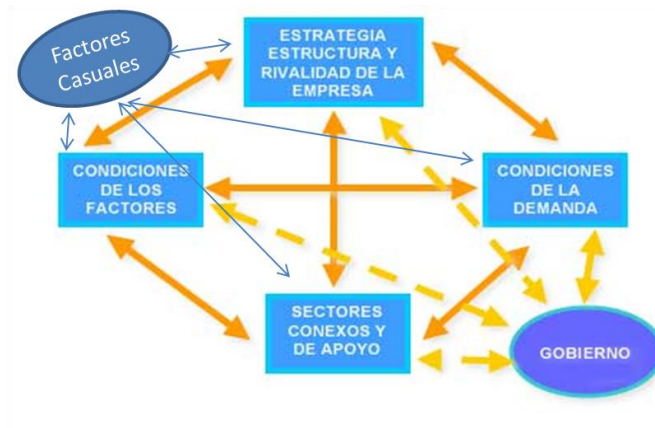 Factores
Casuales
ESTRATEGIA
ESTRUCTURA Y
RIVALIDAD DE LA
EMPRESA
CONDICIONES
DE LOS
FACTORES
CONDICIONES
DE LA
DEMANDA
SECTORES
CONEXOS Y
DE APOYO
GOBIERNO